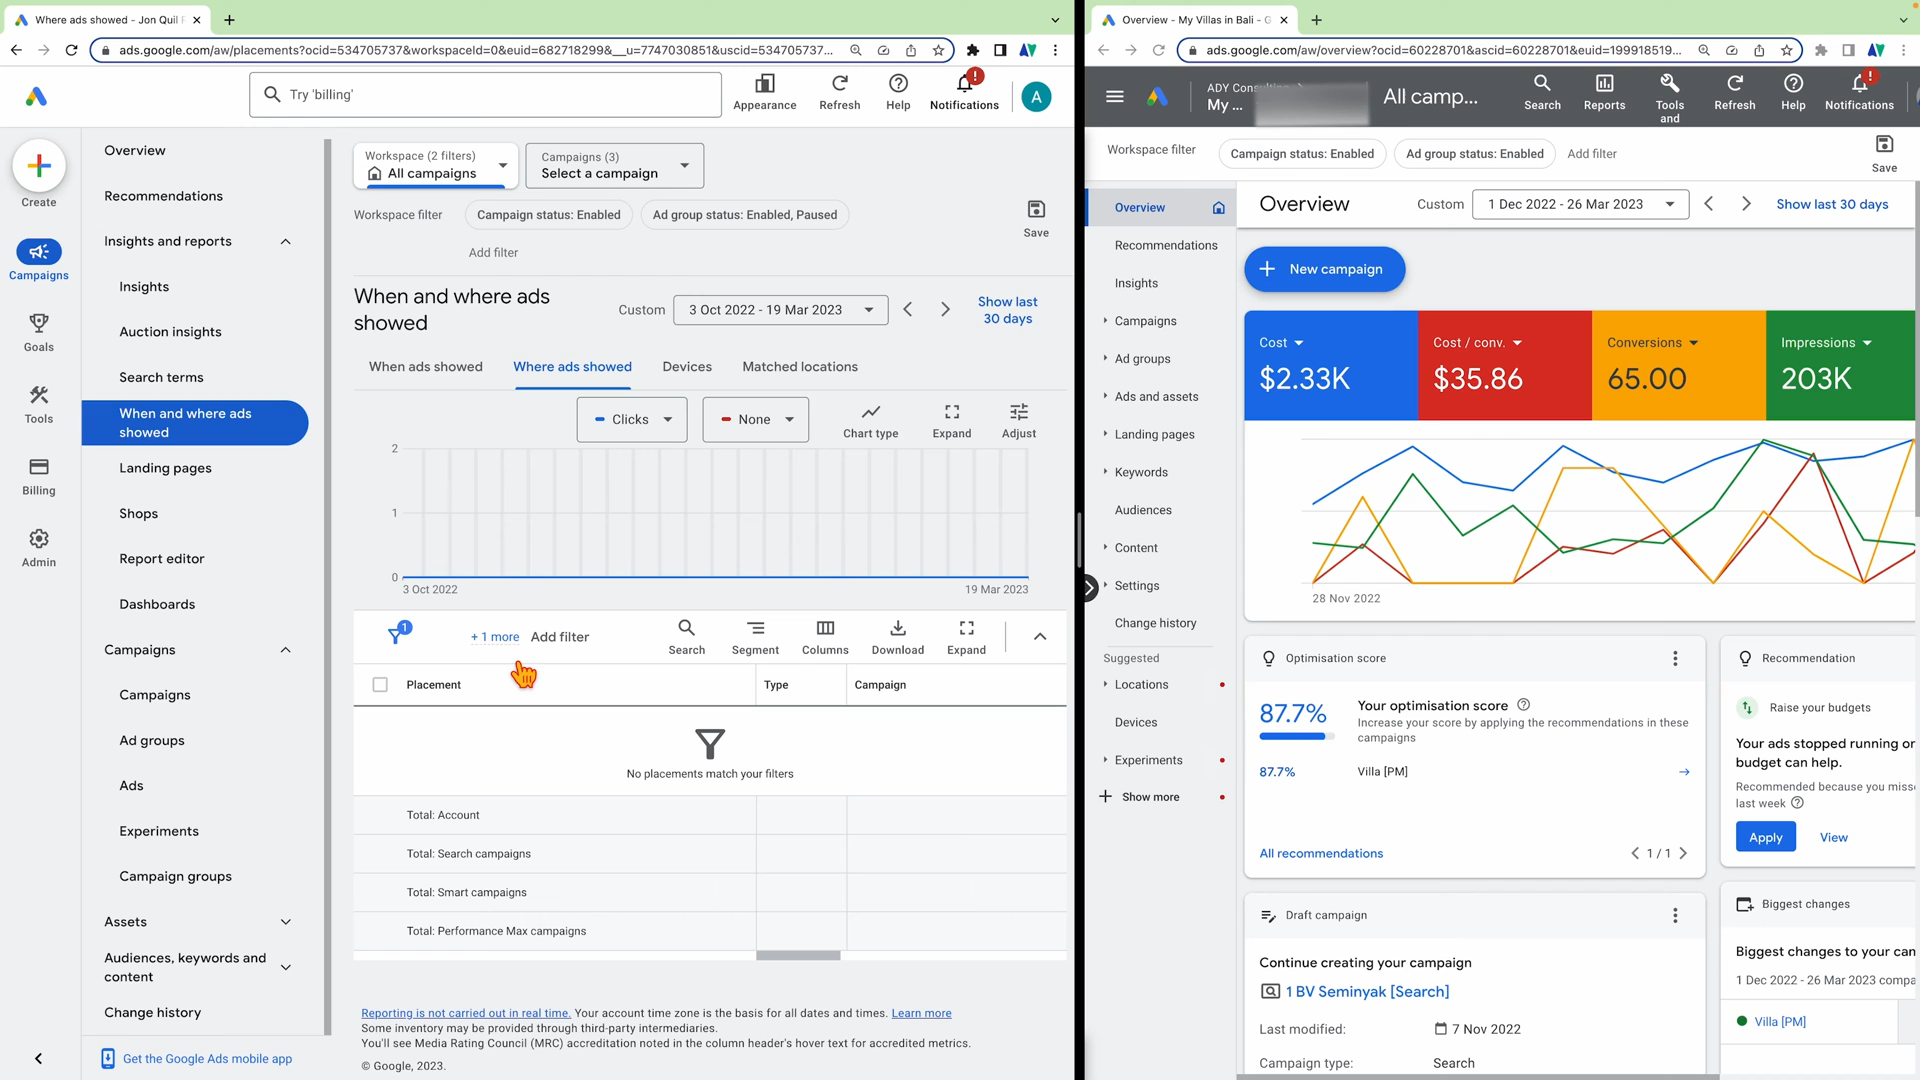 Where ads showed - Jon Quil F
ads.google.com/aw/placements?ocid=534705737&workspaceId=0&euid=682718299&__u=7747030851&uscid=534705737...
Try 'billing'
Appearance
Refresh
Help
Notifications
A
Create
Campaigns
Goals
Tools
Billing
Admin
Overview
Recommendations
Insights and reports
Insights
Auction insights
Search terms
When and where ads
showed
Landing pages
Shops
Report editor
Dashboards
Campaigns
Campaigns
Ad groups
Ads
Experiments
Campaign groups
Assets
Audiences, keywords and
content
Change history
Get the Google Ads mobile app
Workspace (2 filters)
All campaigns
Campaigns (3)
Select a campaign
Workspace filter
Campaign status: Enabled
Ad group status: Enabled, Paused
Add filter
Save
When and where ads
showed
Custom
3 Oct 2022 - 19 Mar 2023
Show last
30 days
When ads showed
Where ads showed
Devices
Matched locations
Clicks
None
Chart type
Expand
Adjust
2
1
0
3 Oct 2022
19 Mar 2023
1
+ 1 more
Add filter
Search
Segment
Columns
Download
Expand
Placement
Type
Campaign
No placements match your filters
Total: Account
Total: Search campaigns
Total: Smart campaigns
Total: Performance Max campaigns
Reporting is not carried out in real time. Your account time zone is the basis for all dates and times. Learn more
Some inventory may be provided through third-party intermediaries.
You'll see Media Rating Council (MRC) accreditation noted in the column header's hover text for accredited metrics.
© Google, 2023.
Overview - My Villas in Bali - G
ads.google.com/aw/overview?ocid=60228701&ascid=60228701&euid=199918519...
ADY Consulting
My ...
All camp...
Search
Reports
Tools
and
Refresh
Help
Notifications
Workspace filter
Campaign status: Enabled
Ad group status: Enabled
Add filter
Save
Overview
Recommendations
Insights
Campaigns
Ad groups
Ads and assets
Landing pages
Keywords
Audiences
Content
Settings
Change history
Suggested
Locations
Devices
Experiments
Show more
Overview
Custom
1 Dec 2022 - 26 Mar 2023
Show last 30 days
New campaign
Cost
$2.33K
Cost / conv.
$35.86
Conversions
65.00
Impressions
203K
28 Nov 2022
Optimisation score
87.7%
Your optimisation score
Increase your score by applying the recommendations in these
campaigns
87.7%
Villa [PM]
All recommendations
1 / 1
Recommendation
Raise your budgets
Your ads stopped running or
budget can help.
Recommended because you miss
last week
Apply
View
Draft campaign
Continue creating your campaign
1 BV Seminyak [Search]
Last modified:
7 Nov 2022
Campaign type:
Search
Biggest changes
Biggest changes to your can
1 Dec 2022 - 26 Mar 2023 compa
Villa [PM]